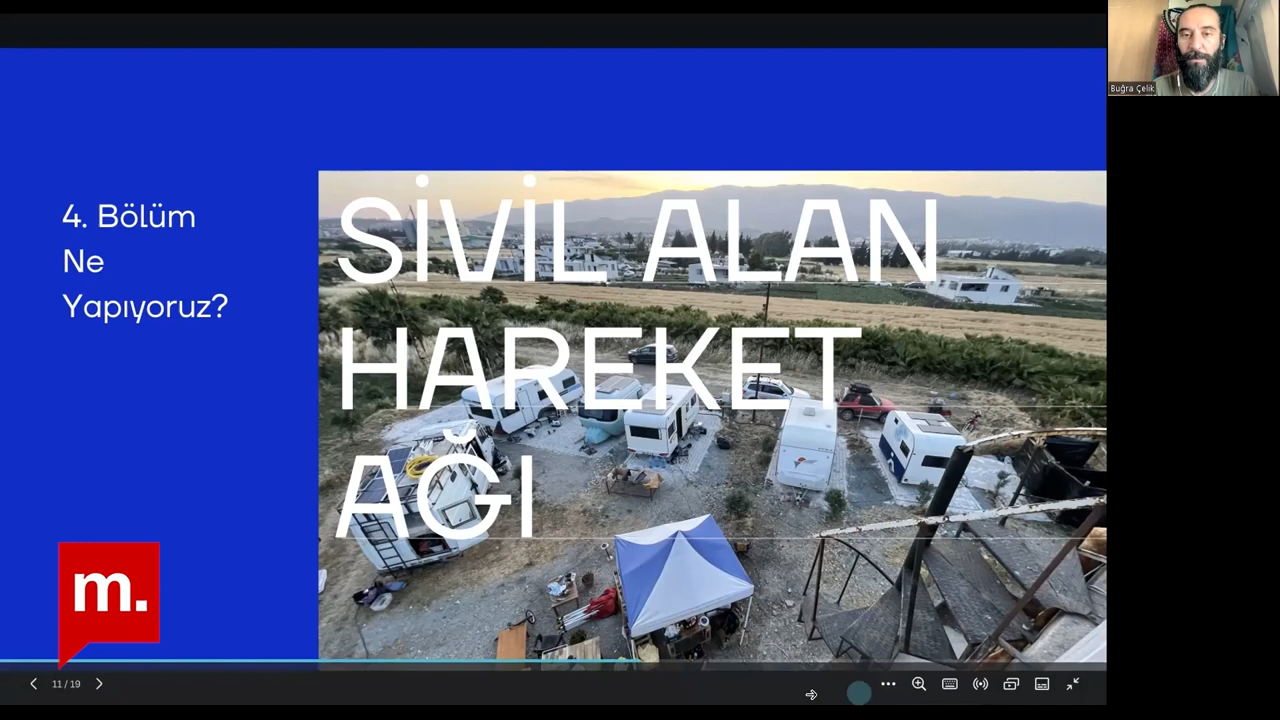 Buğra Çelik
4. Bölüm
Ne
Yapıyoruz?
SİVİL ALAN
HAREKET
AĞI
m.
11 / 19